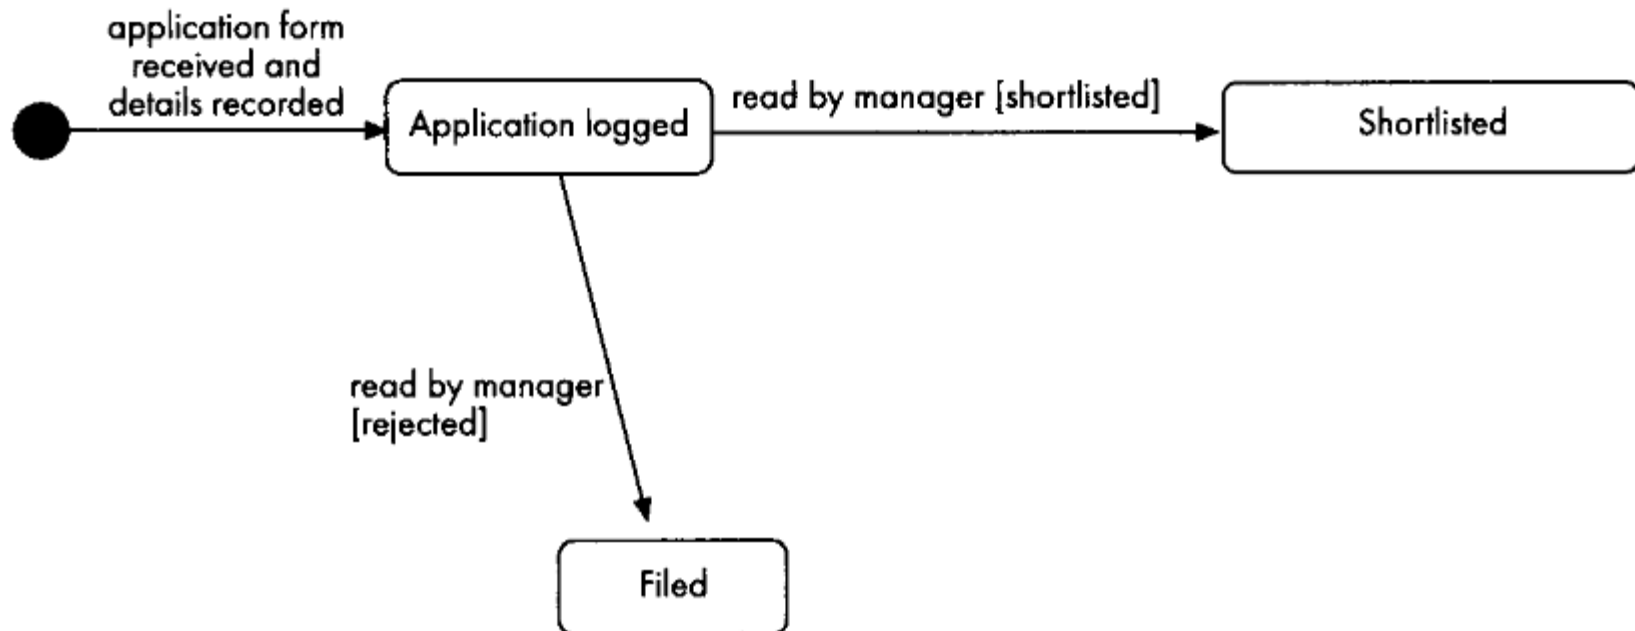 application form
received and
details recorded
Application logged
read by manager [shortlisted]
Shortlisted
read by manager
[rejected]
Filed